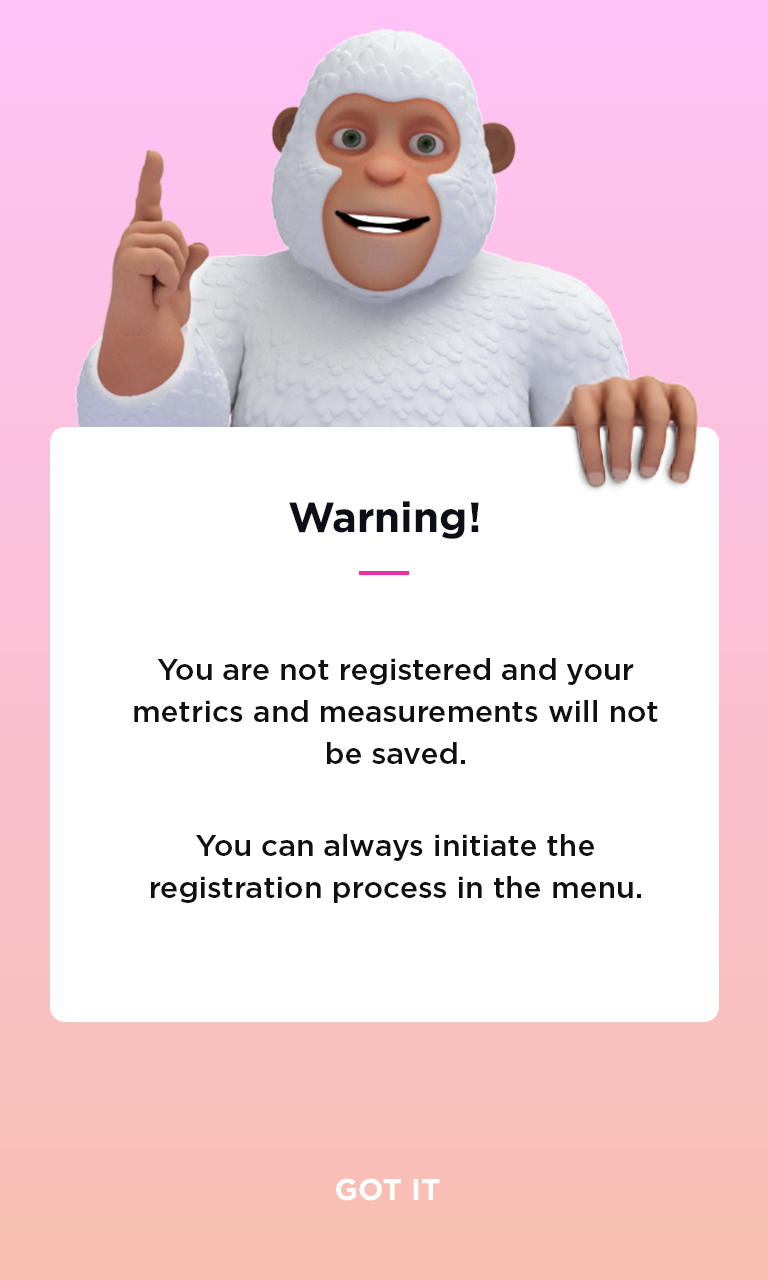 Warning!
You are not registered and your
metrics and measurements will not
be saved.
You can always initiate the
registration process in the menu.
GOT IT